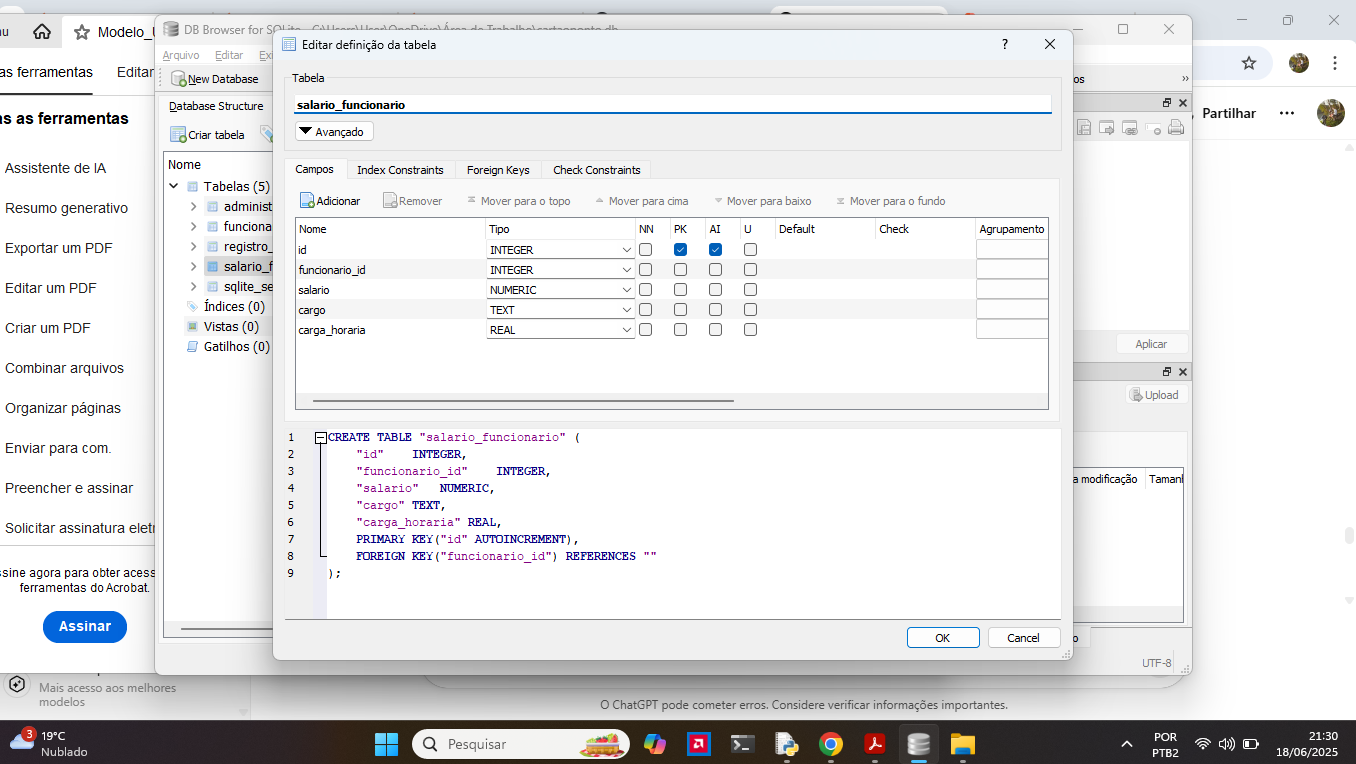 nu
Modelo_U
as ferramentas
Editar
as as ferramentas
Assistente de IA
Resumo generativo
Exportar um PDF
Editar um PDF
Criar um PDF
Combinar arquivos
Organizar páginas
Enviar para com.
Preencher e assinar
Solicitar assinatura elet
ssine agora para obter acess
ferramentas do Acrobat.
Assinar
Mais acesso aos melhores
modelos
DB Browser for SQLite - C:\Users\User\OneDrive\Área de Trabalho\cartaoponto.db
Arquivo
Editar
New Database
Database Structure
Criar tabela
Nome
Tabelas (5)
administ
funciona
registro_
salario_f
sqlite_se
Índices (0)
Vistas (0)
Gatilhos (0)
Editar definição da tabela
?
Tabela
salario_funcionario
Avançado
Campos
Index Constraints
Foreign Keys
Check Constraints
Adicionar
Remover
Mover para o topo
Mover para cima
Mover para baixo
Mover para o fundo
Nome Tipo NN PK AI U Default Check Agrupamento
id INTEGER
funcionario_id INTEGER
salario NUMERIC
cargo TEXT
carga_horaria REAL
1 CREATE TABLE "salario_funcionario" (
2 "id" INTEGER,
3 "funcionario_id" INTEGER,
4 "salario" NUMERIC,
5 "cargo" TEXT,
6 "carga_horaria" REAL,
7 PRIMARY KEY("id" AUTOINCREMENT),
8 FOREIGN KEY("funcionario_id") REFERENCES ""
9 );
OK
Cancel
os
»
Aplicar
Upload
a modificação
Tamanh
o
UTF-8
Partilhar
O ChatGPT pode cometer erros. Considere verificar informações importantes.
3
19°C
Nublado
Pesquisar
POR
PTB2
21:30
18/06/2025